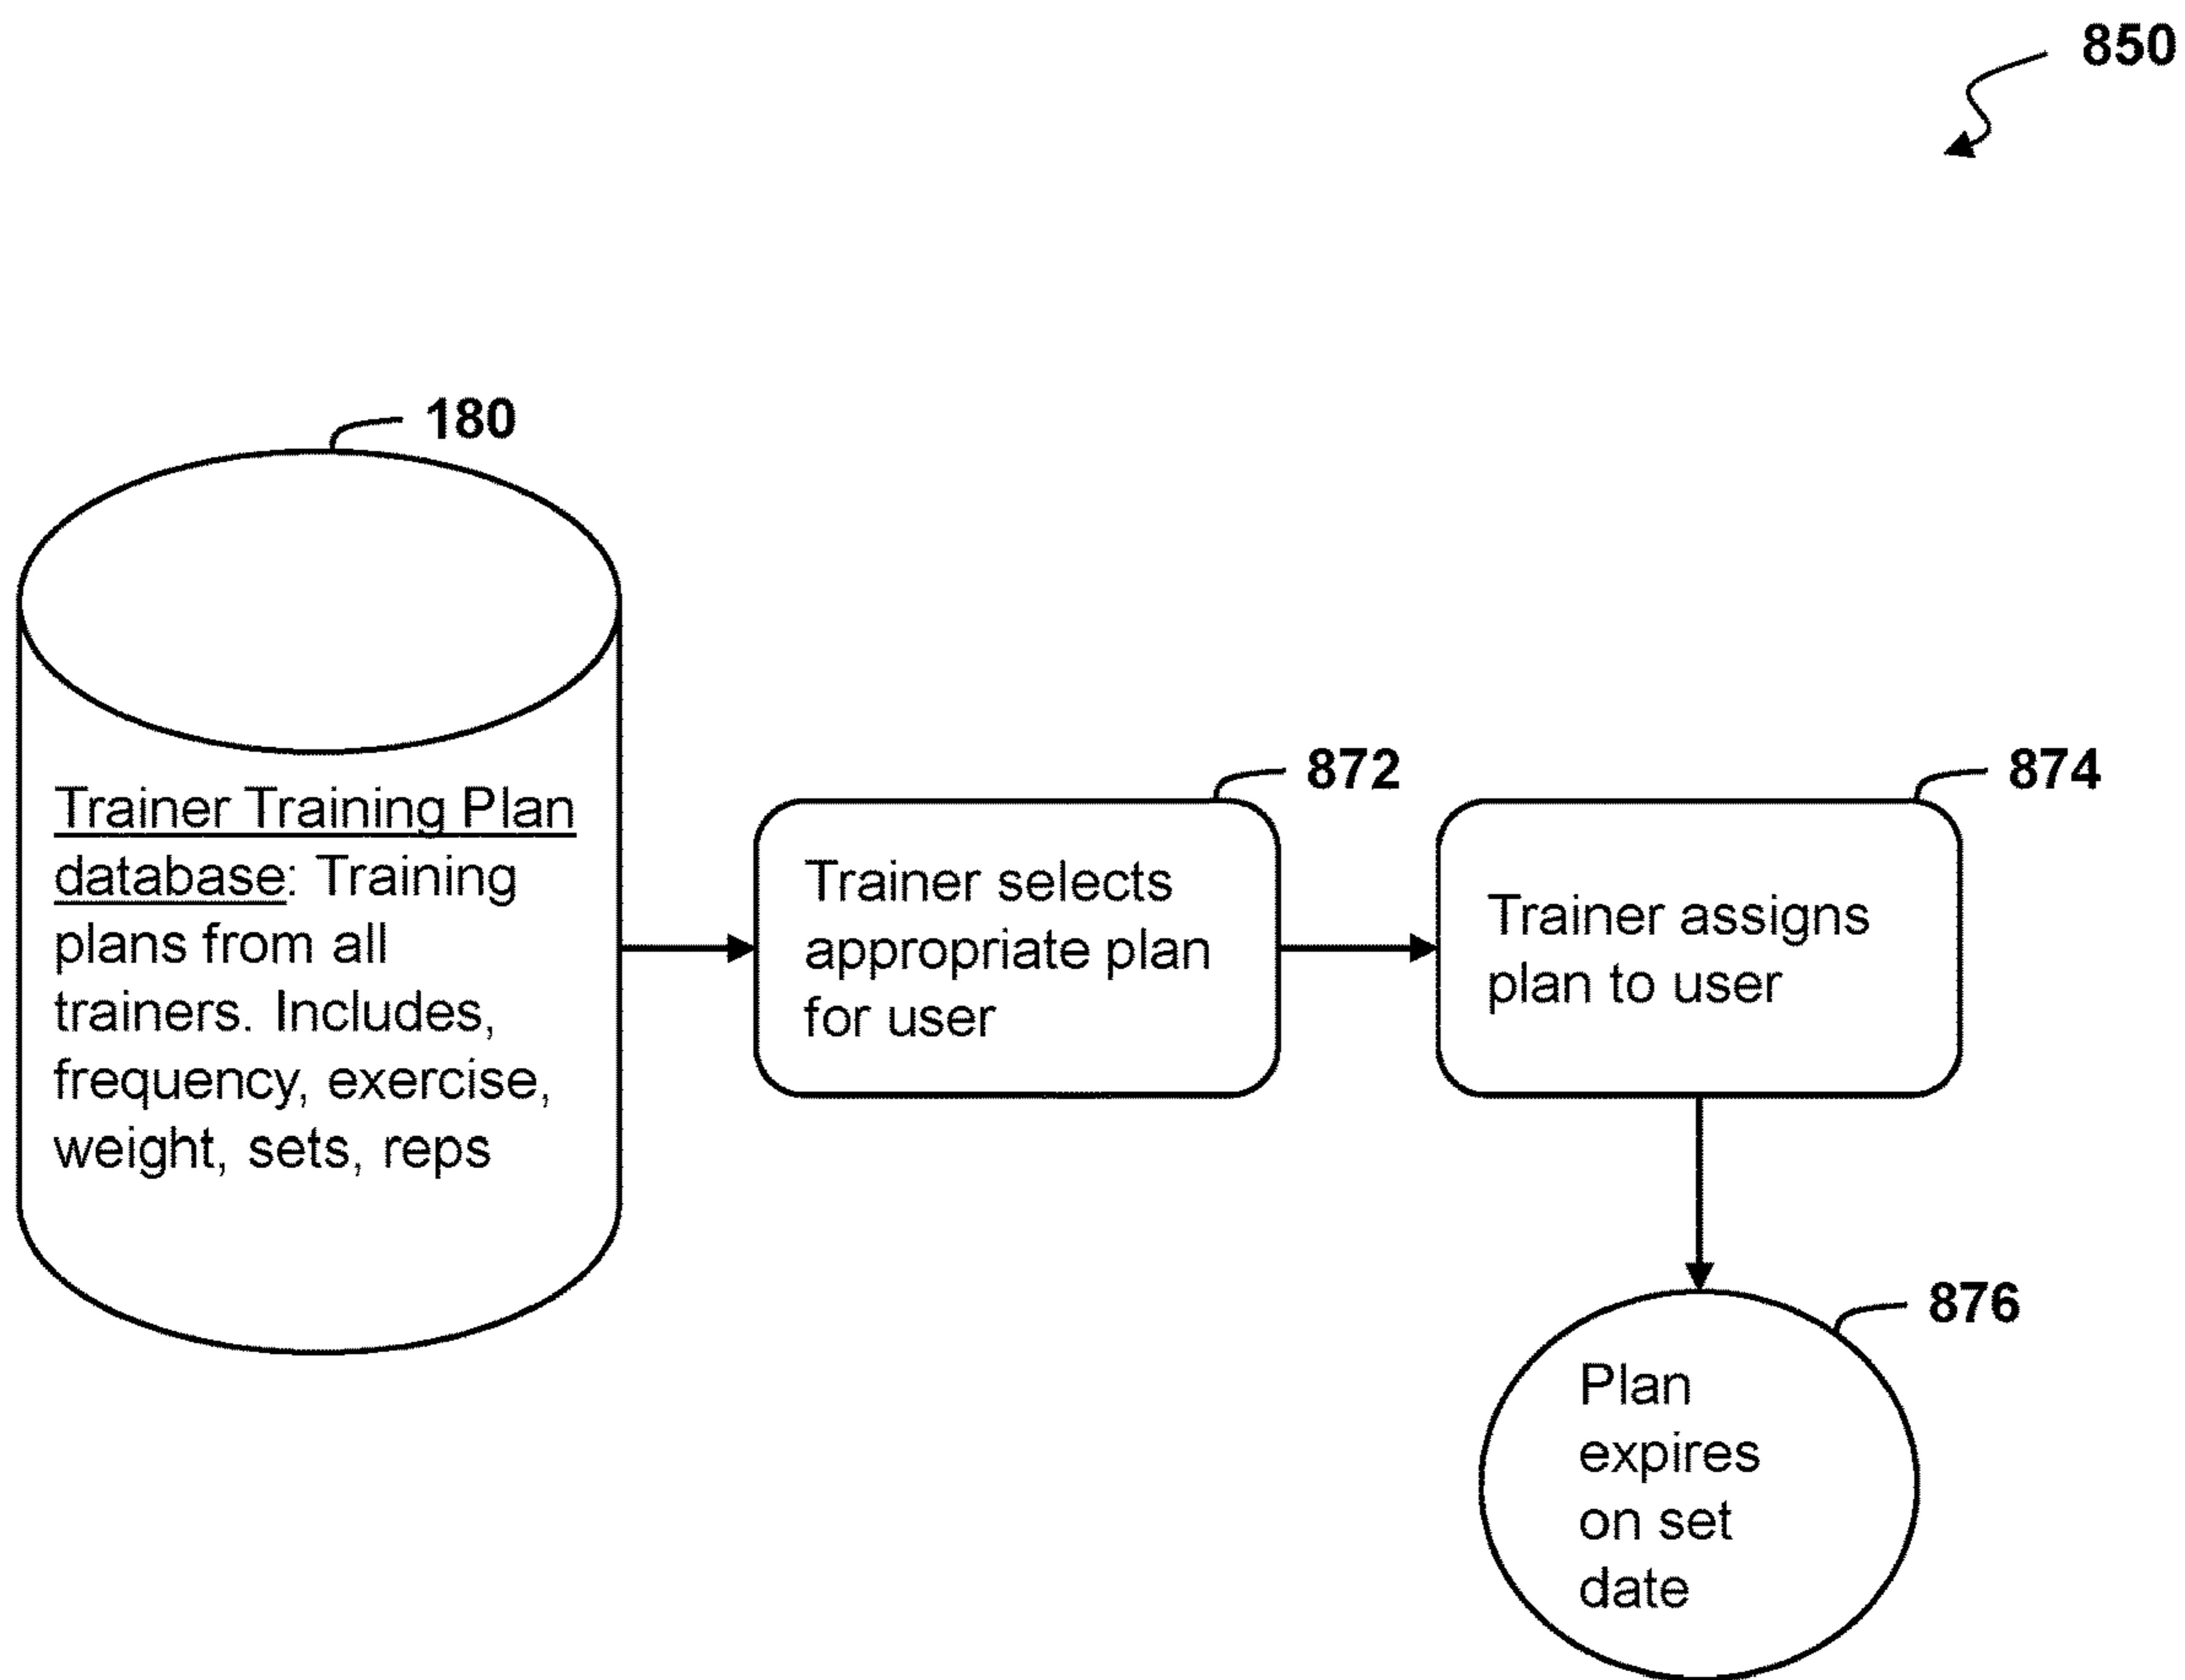 850
180
Trainer Training Plan
database: Training
plans from all
trainers. Includes,
frequency, exercise,
weight, sets, reps
872
Trainer selects
appropriate plan
for user
874
Trainer assigns
plan to user
876
Plan
expires
on set
date